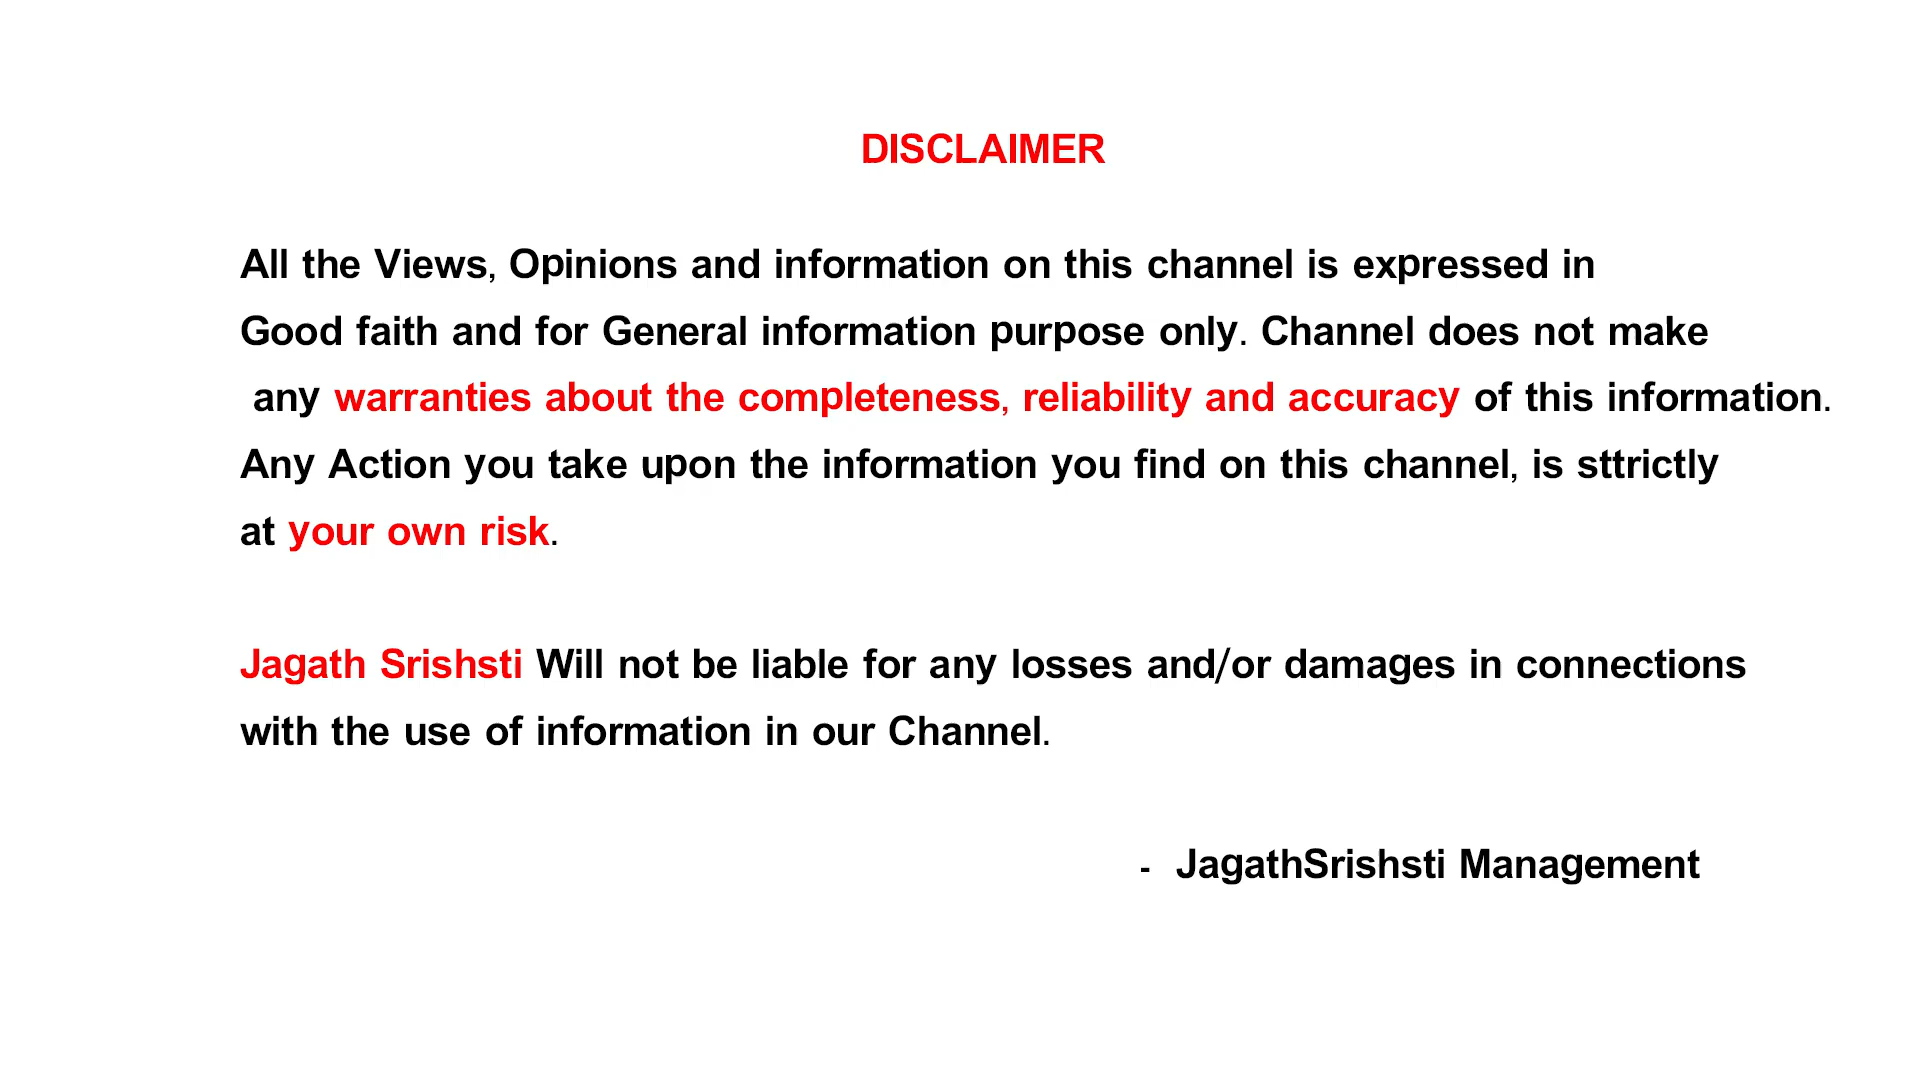 DISCLAIMER
All the Views, Opinions and information on this channel is expressed in
Good faith and for General information purpose only. Channel does not make
any warranties about the completeness, reliability and accuracy of this information.
Any Action you take upon the information you find on this channel, is sttrictly
at your own risk.
Jagath Srishsti Will not be liable for any losses and/or damages in connections
with the use of information in our Channel.
- JagathSrishsti Management